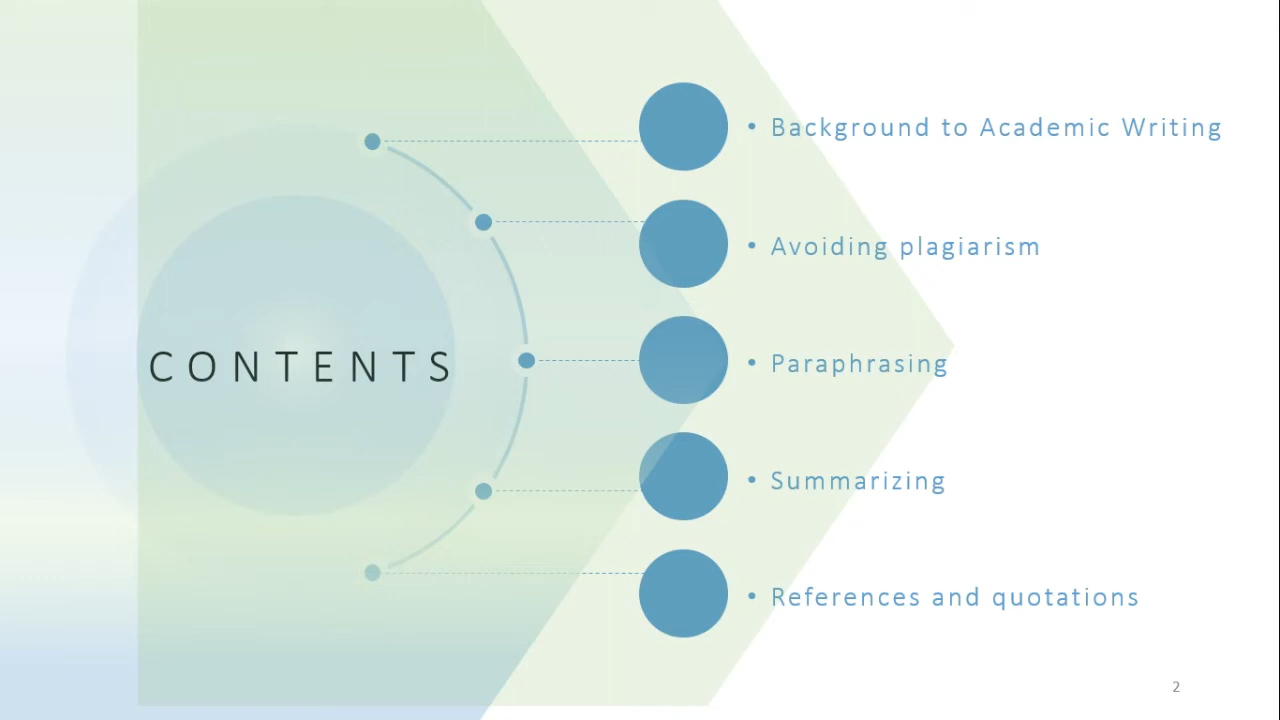 CONTENTS
• Background to Academic Writing
• Avoiding plagiarism
• Paraphrasing
• Summarizing
• References and quotations
2